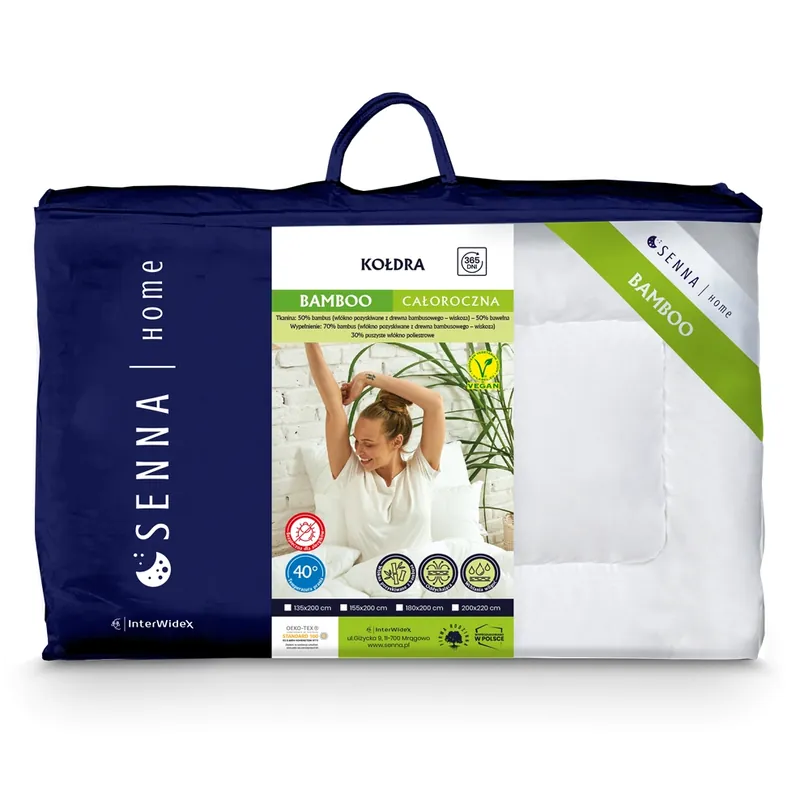 SENNA | HOME
InterWidex
KOŁDRA
365
DNI
BAMBOO
CAŁOROCZNA
Tkanina: 50% bambus (włókno pozyskiwane z drewna bambusowego – wiskoza) – 50% bawełna
Wypełnienie: 70% bambus (włókno pozyskiwane z drewna bambusowego – wiskoza)
30% puszyste włókno poliestrowe
VEGAN
40°
135x200 cm
155x200 cm
180x200 cm
200x220 cm
OEKO-TEX®
STANDARD 100
InterWidex
ul.Giżycka 9, 11-700 Mrągowo
www.senna.pl
FIRMA RODZINNA
W POLSCE
SENNA | HOME
BAMBOO